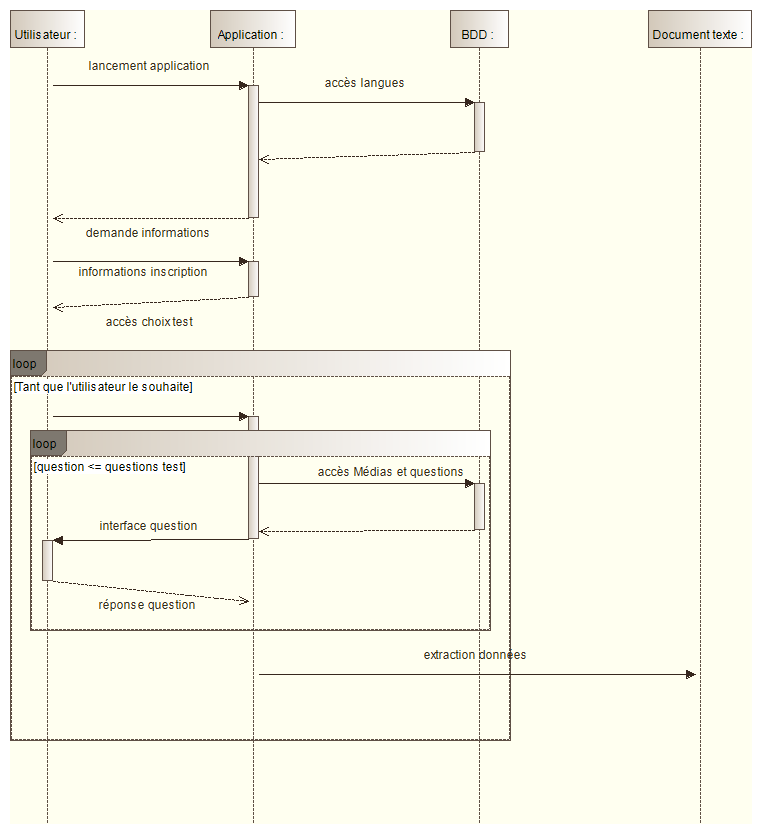 Utilisateur :
Application :
BDD :
Document texte :
lancement application
accès langues
demande informations
informations inscription
accès choix test
loop
[Tant que l'utilisateur le souhaite]
loop
[question <= questions test]
accès Médias et questions
interface question
réponse question
extraction données